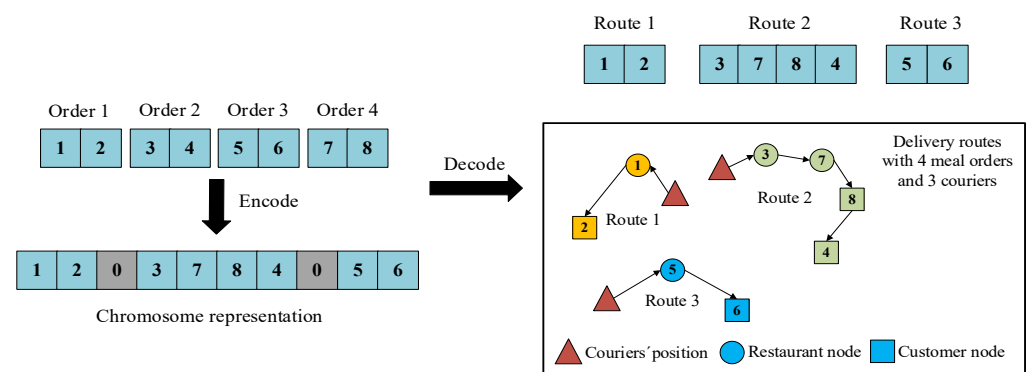 Route 1 Route 2 Route 3
1 2 3 7 8 4 5 6
Order 1 Order 2 Order 3 Order 4
1 2 3 4 5 6 7 8
Encode
Decode
1 2 0 3 7 8 4 0 5 6
Chromosome representation
Delivery routes
with 4 meal orders
and 3 couriers
1
2
Route 1
3
7
8
4
Route 2
5
6
Route 3
Couriers´position Restaurant node Customer node